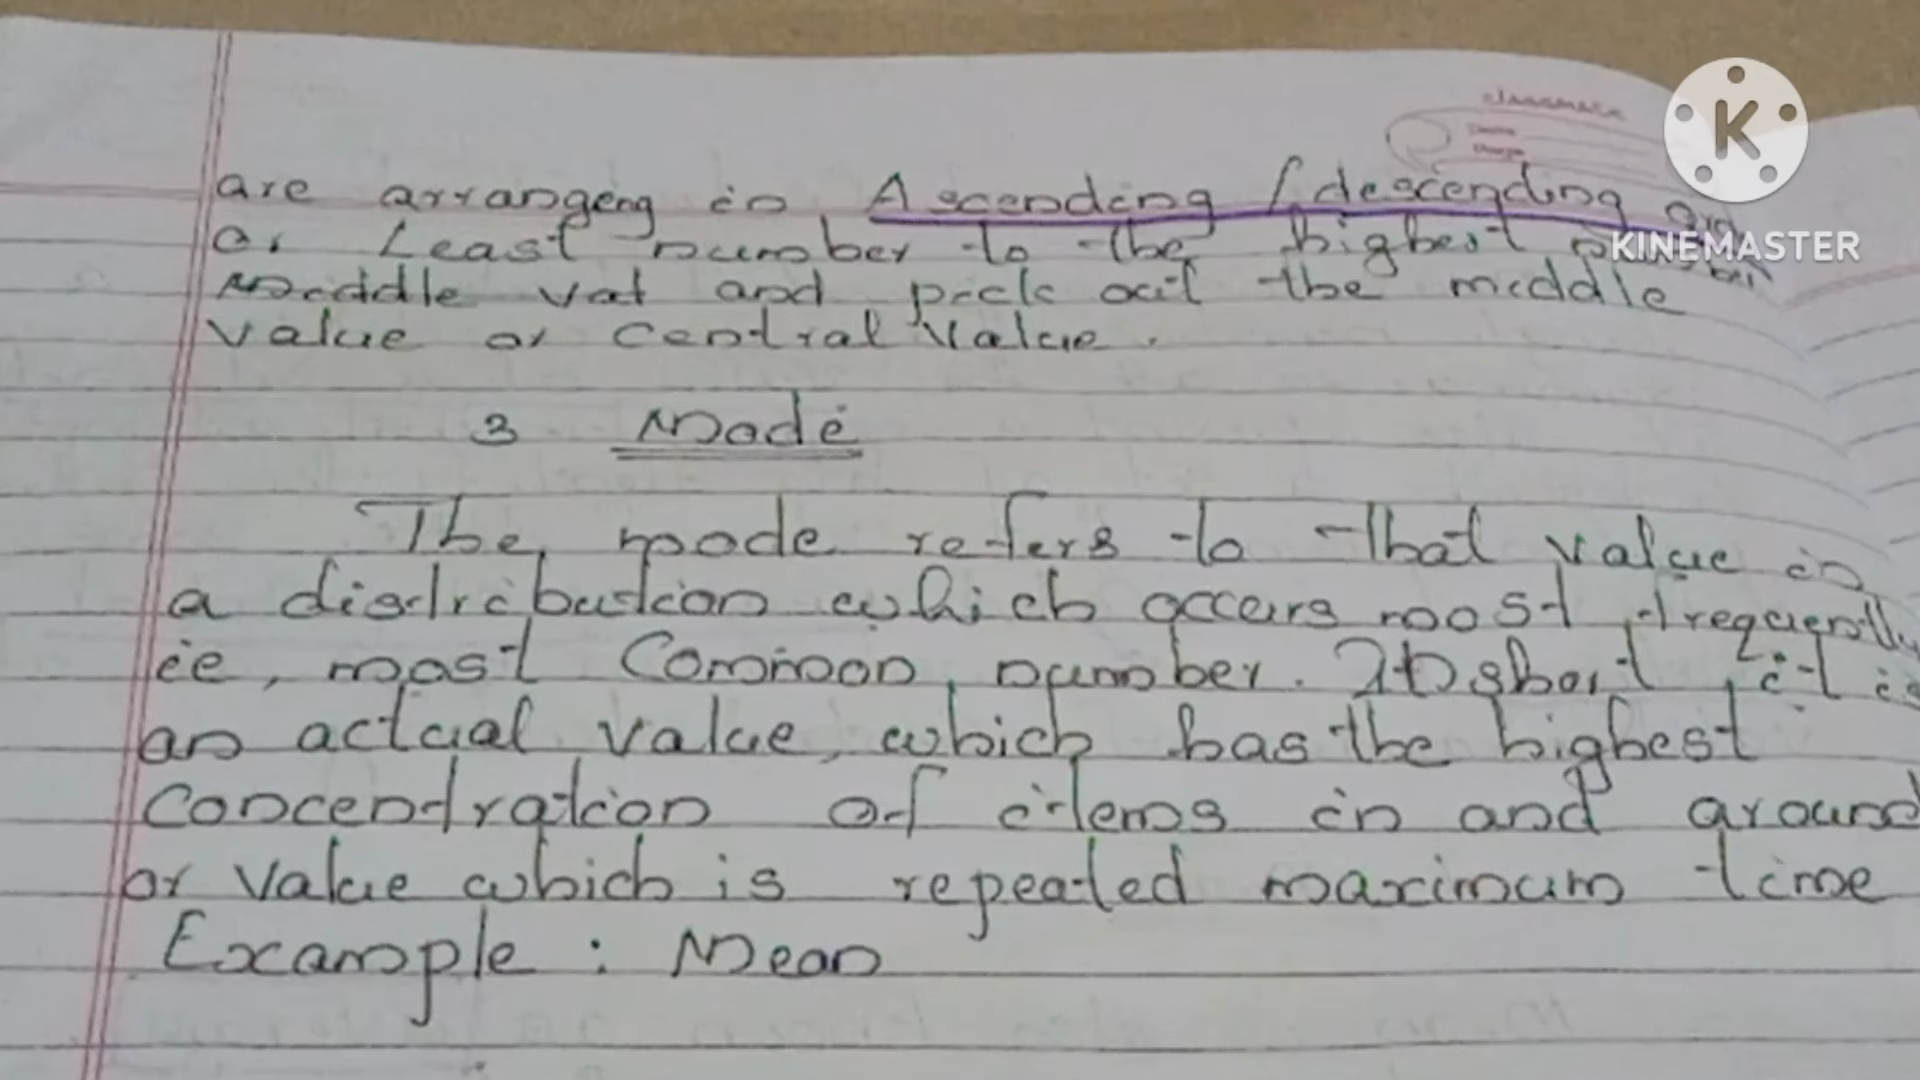 classmate
are arranging in Ascending / descending
or Least number to the highest
KINEMASTER
Middle vat and pick out the middle
value or central value.
3 Mode
The mode refers to that value in
a distribution which occurs most frequently
ie, most Common number. In short, it is
an actual value, which has the highest
concentration of items in and around
or value which is repeated maximum time
Example : Mean